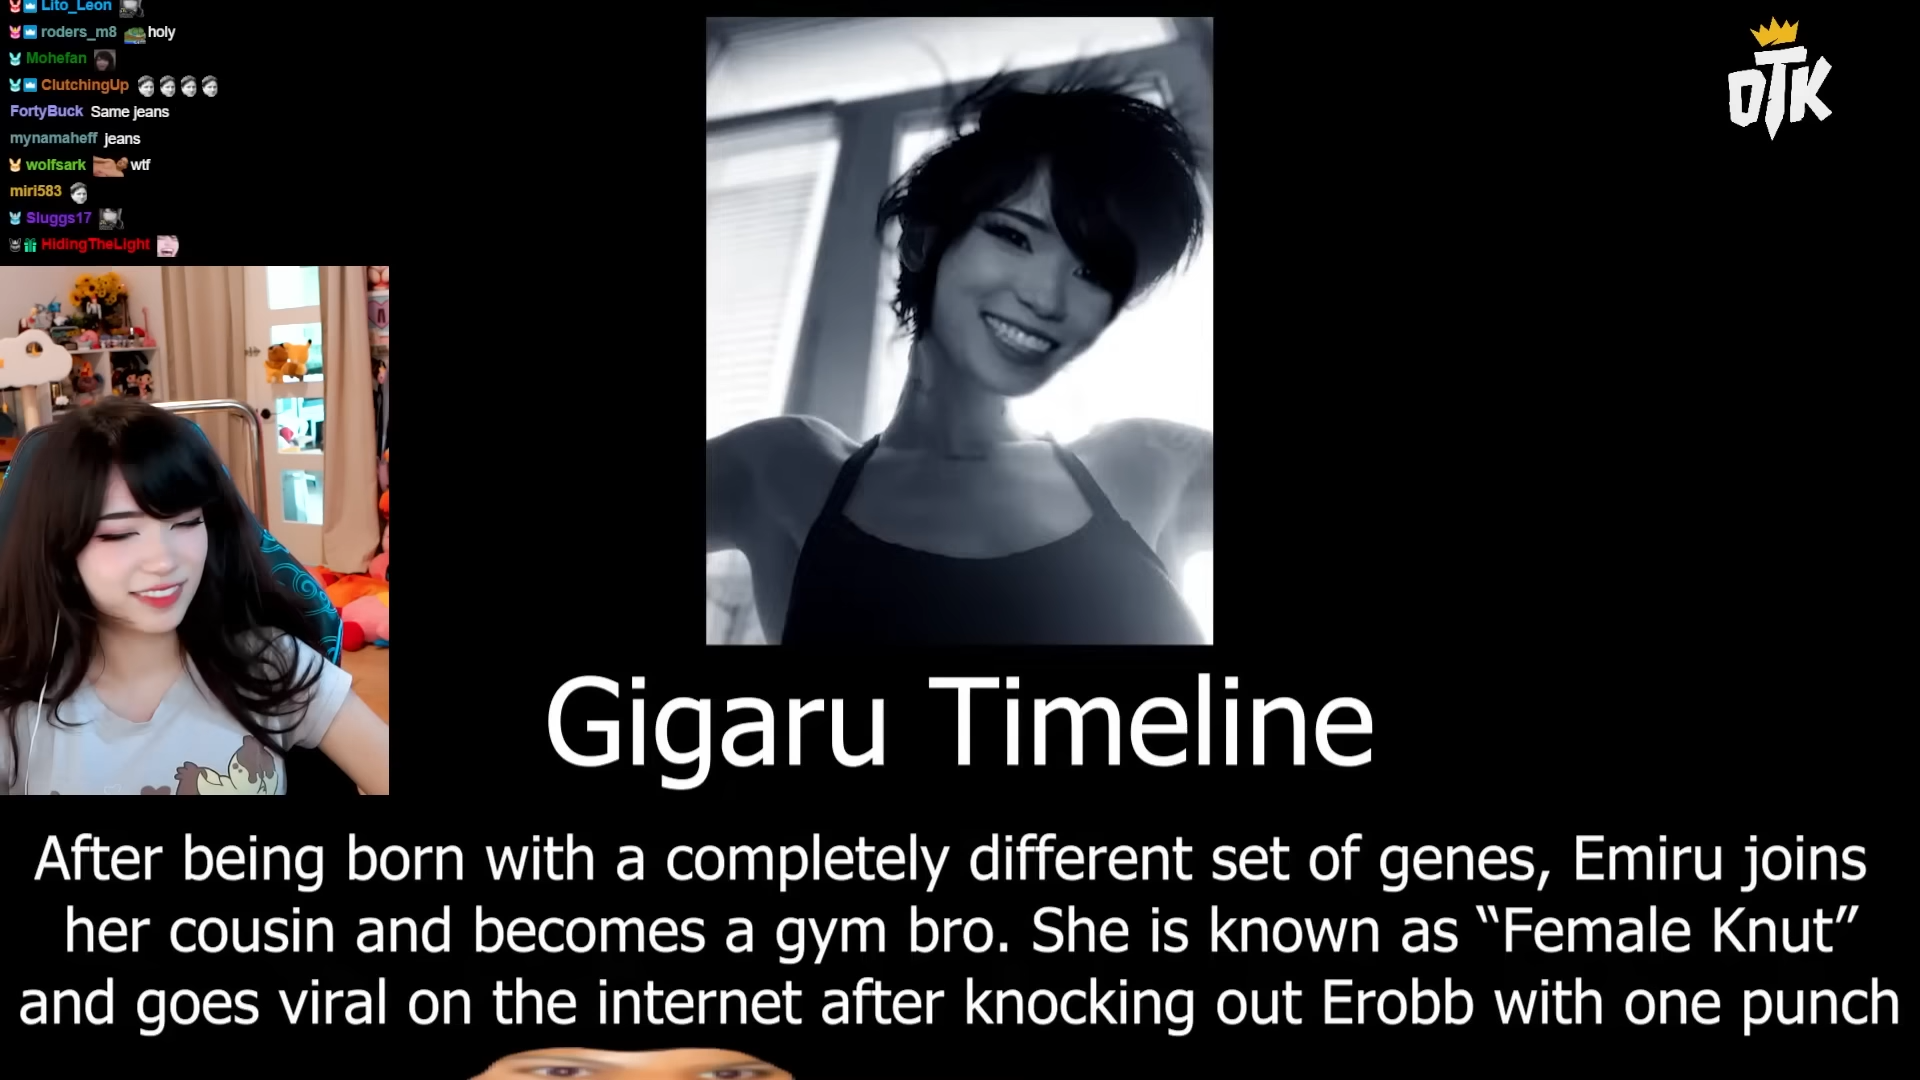 Lito_Leon
roders_m8 holy
Mohefan
ClutchingUp
FortyBuck Same jeans
mynamaheff jeans
wolfsark wtf
miri583
Sluggs17
HidingTheLight
OTK
Gigaru Timeline
After being born with a completely different set of genes, Emiru joins
her cousin and becomes a gym bro. She is known as “Female Knut”
and goes viral on the internet after knocking out Erobb with one punch